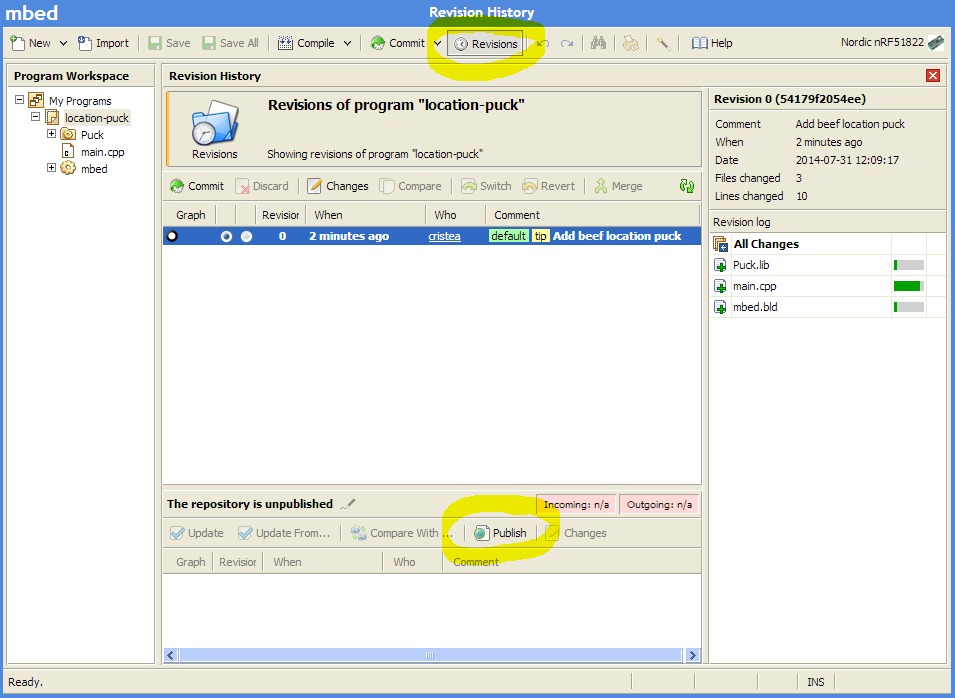 mbed
Revision History
New Import Save Save All Compile Commit Revisions Help Nordic nRF51822
Program Workspace
My Programs
location-puck
Puck
main.cpp
mbed
Revision History
Revisions
Revisions of program "location-puck"
Showing revisions of program "location-puck"
Commit Discard Changes Compare Switch Revert Merge
Graph Revision When Who Comment
0 2 minutes ago cristea default tip Add beef location puck
The repository is unpublished Incoming: n/a Outgoing: n/a
Update Update From... Compare With ... Publish Changes
Graph Revision When Who Comment
Revision 0 (54179f2054ee)
Comment Add beef location puck
When 2 minutes ago
Date 2014-07-31 12:09:17
Files changed 3
Lines changed 10
Revision log
All Changes
Puck.lib
main.cpp
mbed.bld
Ready. INS